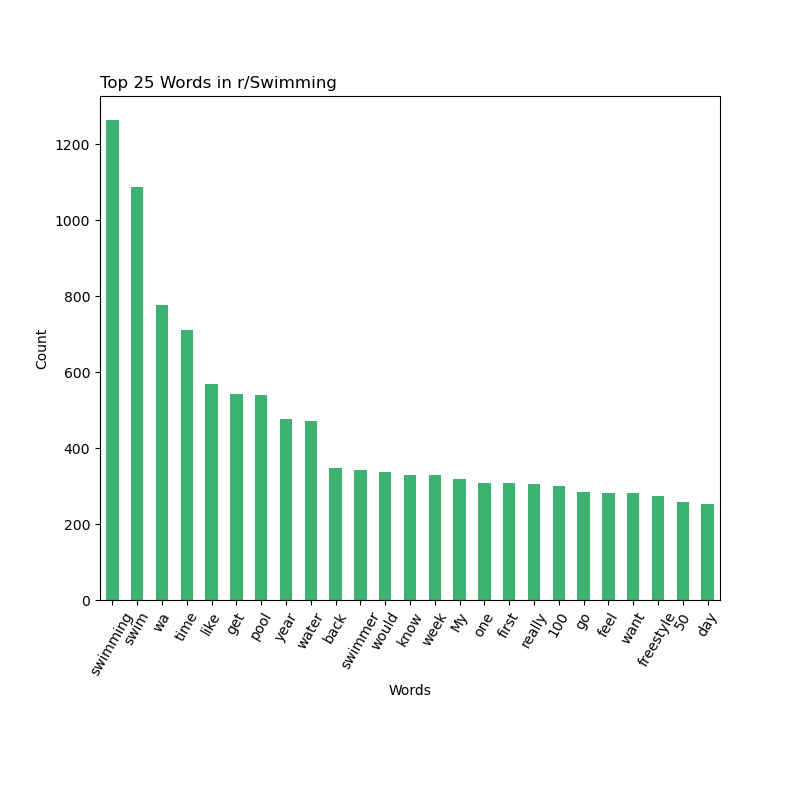 Top 25 Words in r/Swimming
Count
1200
1000
800
600
400
200
0
swimming
swim
wa
time
like
get
pool
year
water
back
swimmer
would
know
week
My
one
first
really
100
go
feel
want
freestyle
50
day
Words